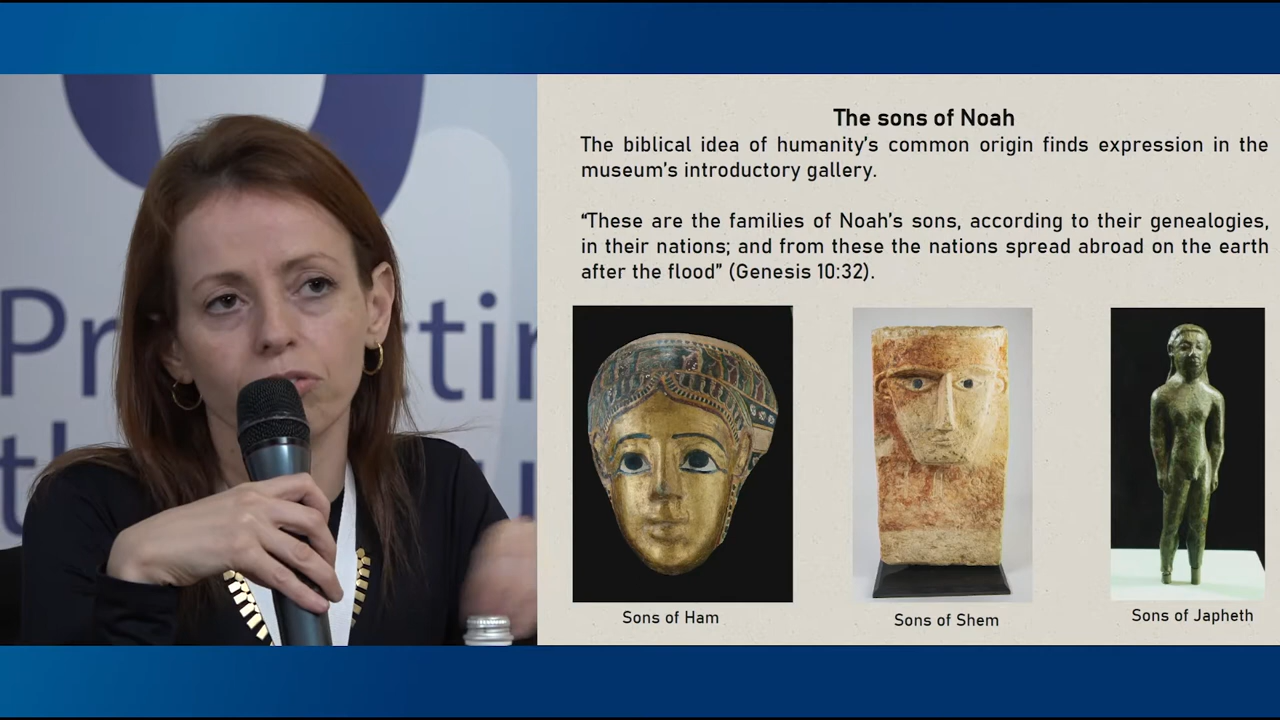 The sons of Noah
The biblical idea of humanity’s common origin finds expression in the
museum’s introductory gallery.
“These are the families of Noah’s sons, according to their genealogies,
in their nations; and from these the nations spread abroad on the earth
after the flood” (Genesis 10:32).
Sons of Ham
Sons of Shem
Sons of Japheth